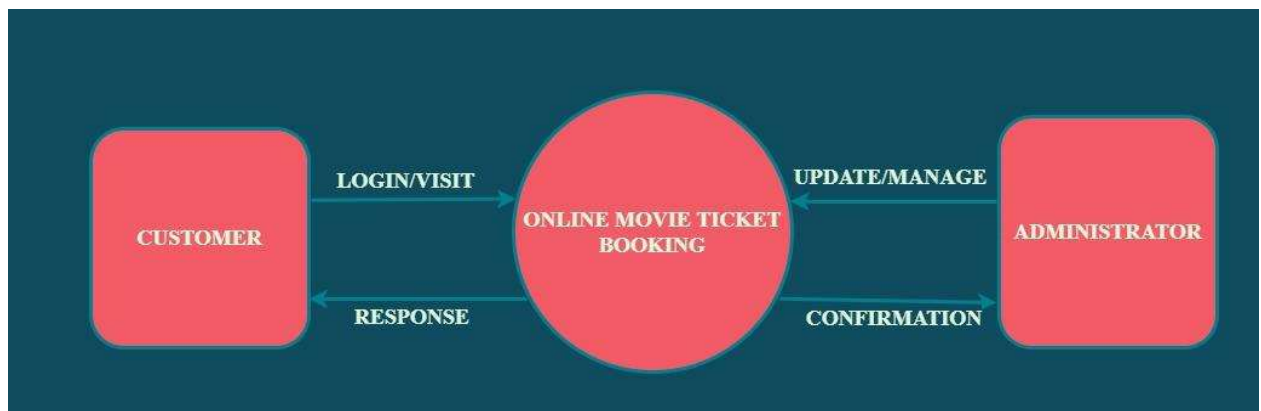 LOGIN/VISIT
UPDATE/MANAGE
CUSTOMER
ONLINE MOVIE TICKET
BOOKING
ADMINISTRATOR
RESPONSE
CONFIRMATION